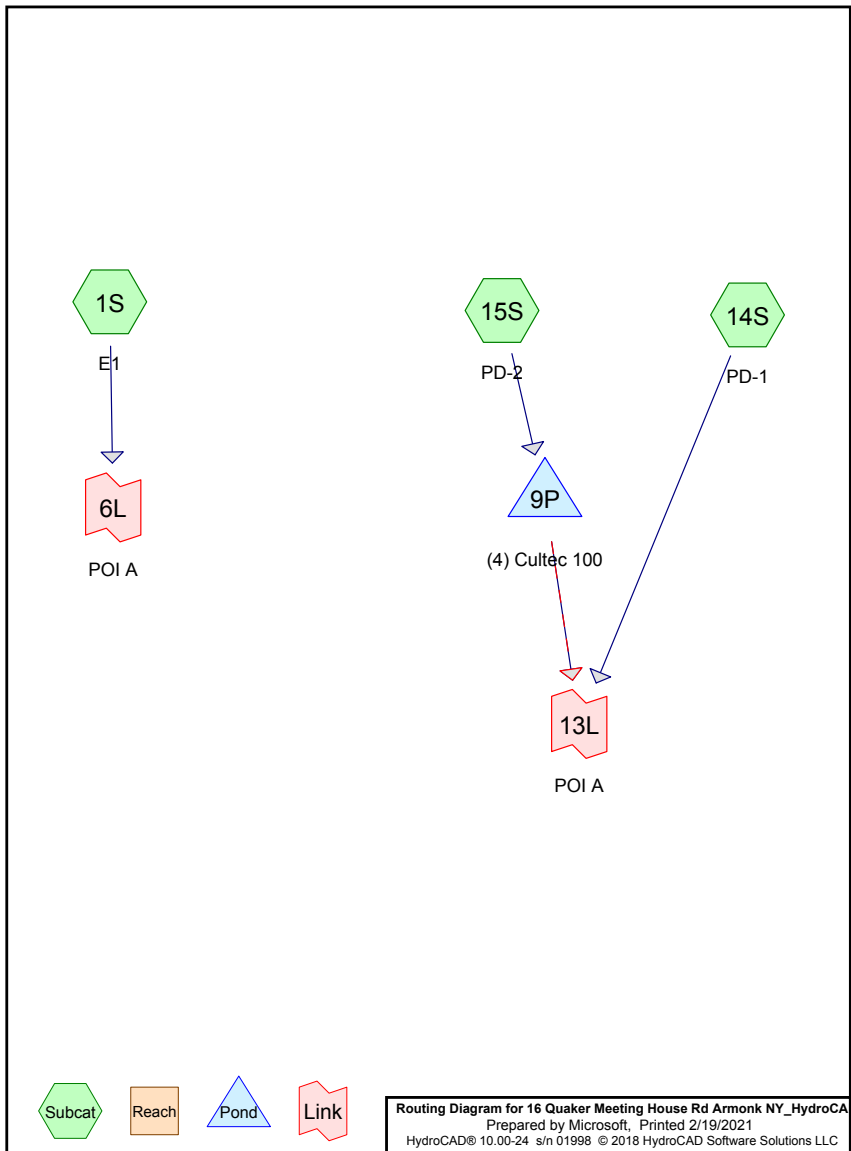 1S
E1
6L
POI A
15S
PD-2
14S
PD-1
9P
(4) Cultec 100
13L
POI A
Subcat
Reach
Pond
Link
Routing Diagram for 16 Quaker Meeting House Rd Armonk NY_HydroCA
Prepared by Microsoft, Printed 2/19/2021
HydroCAD® 10.00-24 s/n 01998 © 2018 HydroCAD Software Solutions LLC